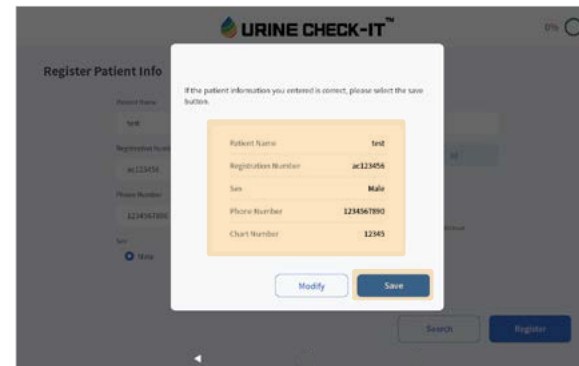 URINE CHECK-IT™
0%
Register Patient Info
If the patient information you entered is correct, please select the save
button.
Patient Name
test
Patient Name test
Registration Number
Registration Number ac123456
ac123456
Sex Male
Phone Number
Phone Number 1234567890
1234567890
Chart Number 12345
Sex
Modify Save
Search Register